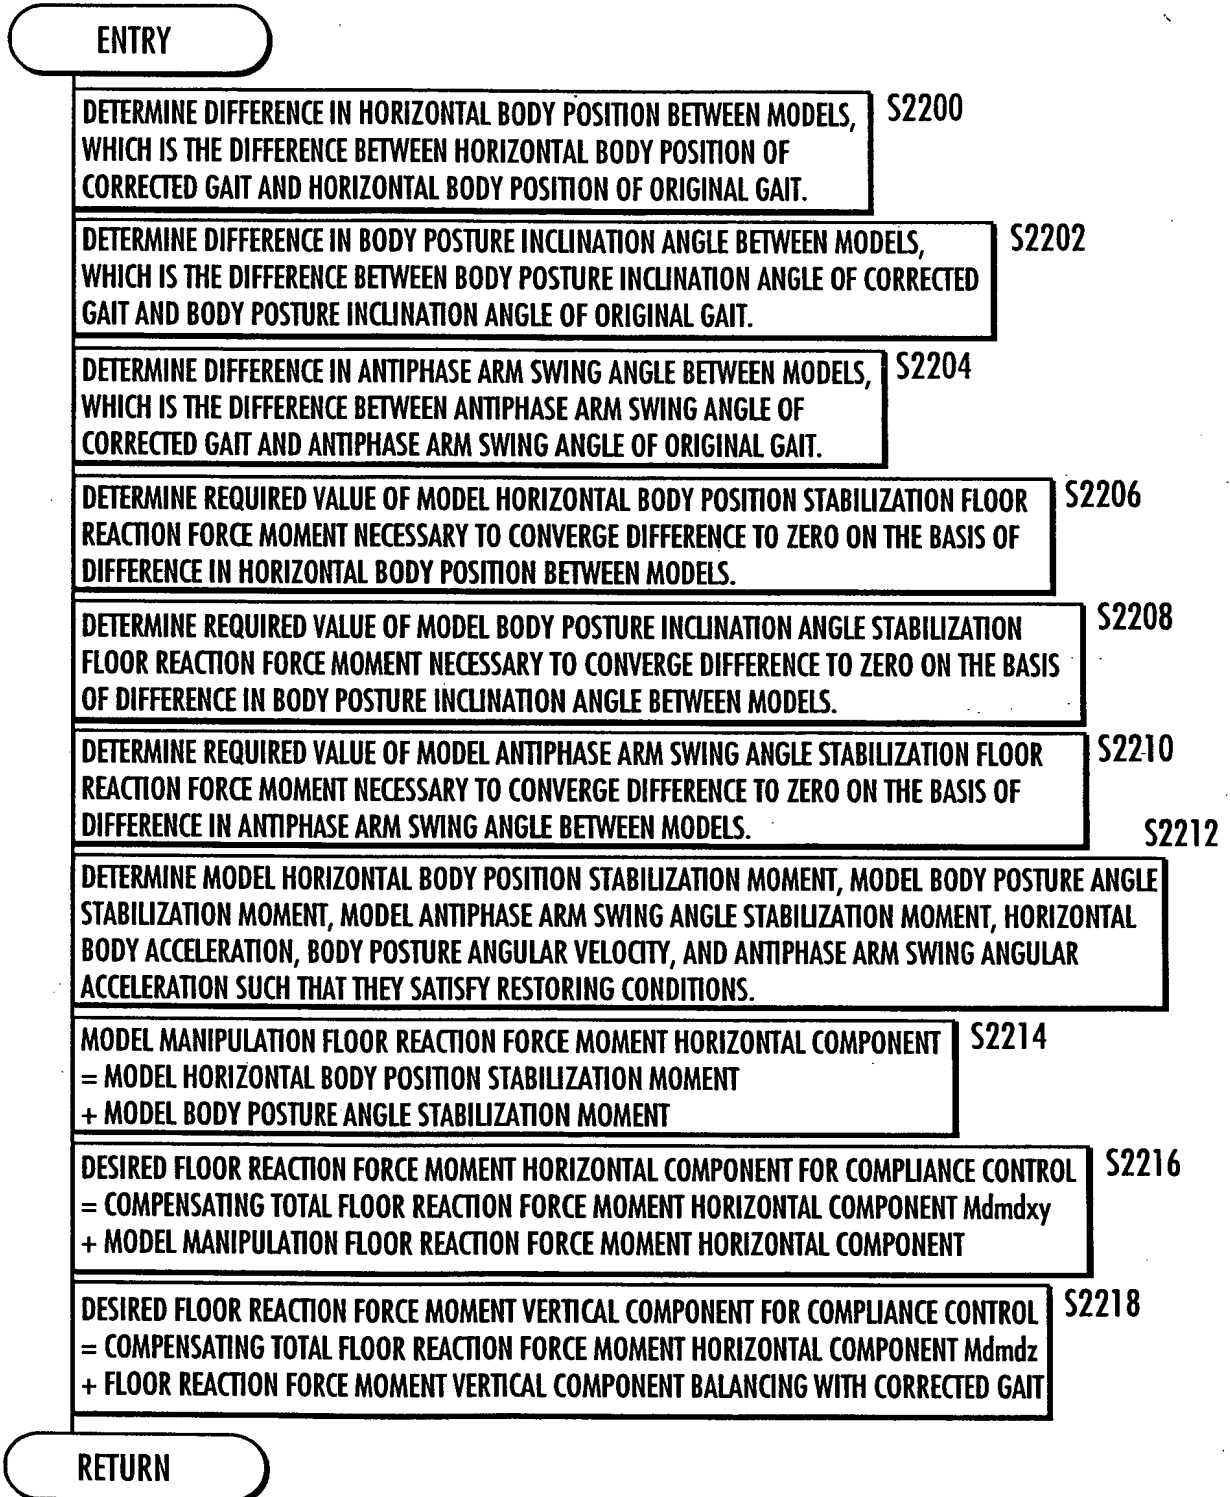 ENTRY
DETERMINE DIFFERENCE IN HORIZONTAL BODY POSITION BETWEEN MODELS,
WHICH IS THE DIFFERENCE BETWEEN HORIZONTAL BODY POSITION OF
CORRECTED GAIT AND HORIZONTAL BODY POSITION OF ORIGINAL GAIT.
S2200
DETERMINE DIFFERENCE IN BODY POSTURE INCLINATION ANGLE BETWEEN MODELS,
WHICH IS THE DIFFERENCE BETWEEN BODY POSTURE INCLINATION ANGLE OF CORRECTED
GAIT AND BODY POSTURE INCLINATION ANGLE OF ORIGINAL GAIT.
S2202
DETERMINE DIFFERENCE IN ANTIPHASE ARM SWING ANGLE BETWEEN MODELS,
WHICH IS THE DIFFERENCE BETWEEN ANTIPHASE ARM SWING ANGLE OF
CORRECTED GAIT AND ANTIPHASE ARM SWING ANGLE OF ORIGINAL GAIT.
S2204
DETERMINE REQUIRED VALUE OF MODEL HORIZONTAL BODY POSITION STABILIZATION FLOOR
REACTION FORCE MOMENT NECESSARY TO CONVERGE DIFFERENCE TO ZERO ON THE BASIS OF
DIFFERENCE IN HORIZONTAL BODY POSITION BETWEEN MODELS.
S2206
DETERMINE REQUIRED VALUE OF MODEL BODY POSTURE INCLINATION ANGLE STABILIZATION
FLOOR REACTION FORCE MOMENT NECESSARY TO CONVERGE DIFFERENCE TO ZERO ON THE BASIS
OF DIFFERENCE IN BODY POSTURE INCLINATION ANGLE BETWEEN MODELS.
S2208
DETERMINE REQUIRED VALUE OF MODEL ANTIPHASE ARM SWING ANGLE STABILIZATION FLOOR
REACTION FORCE MOMENT NECESSARY TO CONVERGE DIFFERENCE TO ZERO ON THE BASIS OF
DIFFERENCE IN ANTIPHASE ARM SWING ANGLE BETWEEN MODELS.
S2210
S2212
DETERMINE MODEL HORIZONTAL BODY POSITION STABILIZATION MOMENT, MODEL BODY POSTURE ANGLE
STABILIZATION MOMENT, MODEL ANTIPHASE ARM SWING ANGLE STABILIZATION MOMENT, HORIZONTAL
BODY ACCELERATION, BODY POSTURE ANGULAR VELOCITY, AND ANTIPHASE ARM SWING ANGULAR
ACCELERATION SUCH THAT THEY SATISFY RESTORING CONDITIONS.
MODEL MANIPULATION FLOOR REACTION FORCE MOMENT HORIZONTAL COMPONENT
= MODEL HORIZONTAL BODY POSITION STABILIZATION MOMENT
+ MODEL BODY POSTURE ANGLE STABILIZATION MOMENT
S2214
DESIRED FLOOR REACTION FORCE MOMENT HORIZONTAL COMPONENT FOR COMPLIANCE CONTROL
= COMPENSATING TOTAL FLOOR REACTION FORCE MOMENT HORIZONTAL COMPONENT Mdmdxy
+ MODEL MANIPULATION FLOOR REACTION FORCE MOMENT HORIZONTAL COMPONENT
S2216
DESIRED FLOOR REACTION FORCE MOMENT VERTICAL COMPONENT FOR COMPLIANCE CONTROL
= COMPENSATING TOTAL FLOOR REACTION FORCE MOMENT HORIZONTAL COMPONENT Mdmdz
+ FLOOR REACTION FORCE MOMENT VERTICAL COMPONENT BALANCING WITH CORRECTED GAIT
S2218
RETURN